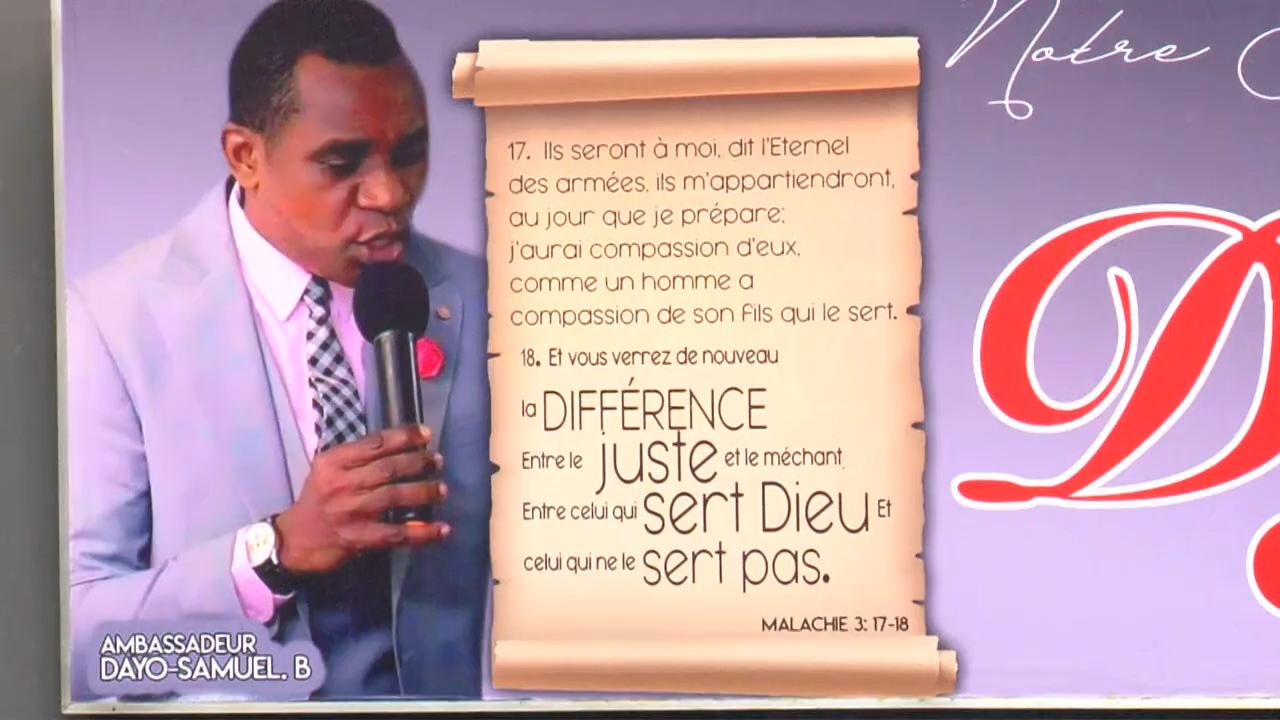 Notre
17. Ils seront à moi, dit l'Eternel
des armées, ils m'appartiendront,
au jour que je prépare;
j'aurai compassion d'eux,
comme un homme a
compassion de son fils qui le sert.
18. Et vous verrez de nouveau
la DIFFÉRENCE
Entre le juste et le méchant,
Entre celui qui sert Dieu Et
celui qui ne le sert pas.
MALACHIE 3: 17-18
AMBASSADEUR
DAYO-SAMUEL. B